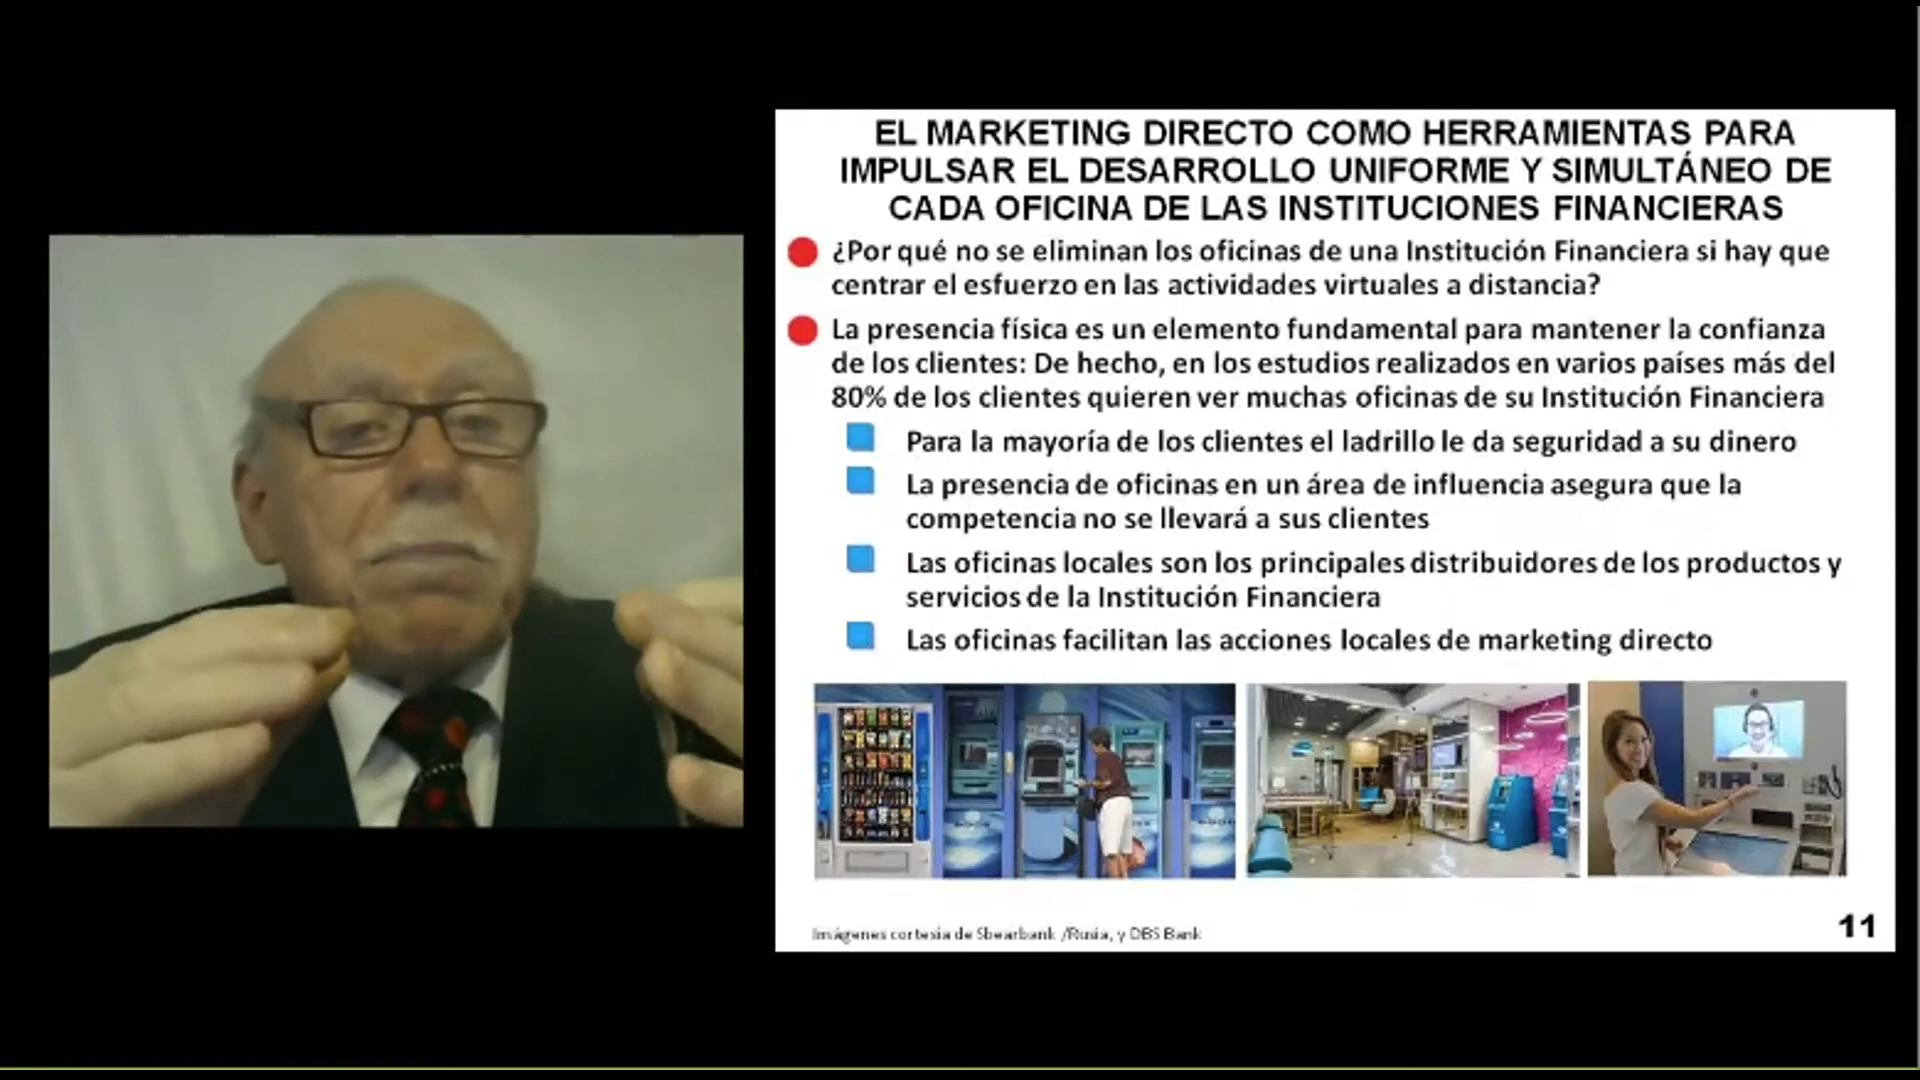 EL MARKETING DIRECTO COMO HERRAMIENTAS PARA
IMPULSAR EL DESARROLLO UNIFORME Y SIMULTÁNEO DE
CADA OFICINA DE LAS INSTITUCIONES FINANCIERAS
¿Por qué no se eliminan los oficinas de una Institución Financiera si hay que
centrar el esfuerzo en las actividades virtuales a distancia?
La presencia física es un elemento fundamental para mantener la confianza
de los clientes: De hecho, en los estudios realizados en varios países más del
80% de los clientes quieren ver muchas oficinas de su Institución Financiera
Para la mayoría de los clientes el ladrillo le da seguridad a su dinero
La presencia de oficinas en un área de influencia asegura que la
competencia no se llevará a sus clientes
Las oficinas locales son los principales distribuidores de los productos y
servicios de la Institución Financiera
Las oficinas facilitan las acciones locales de marketing directo
Imágenes cortesia de Sbearbank /Rusia, y DBS Bank
11